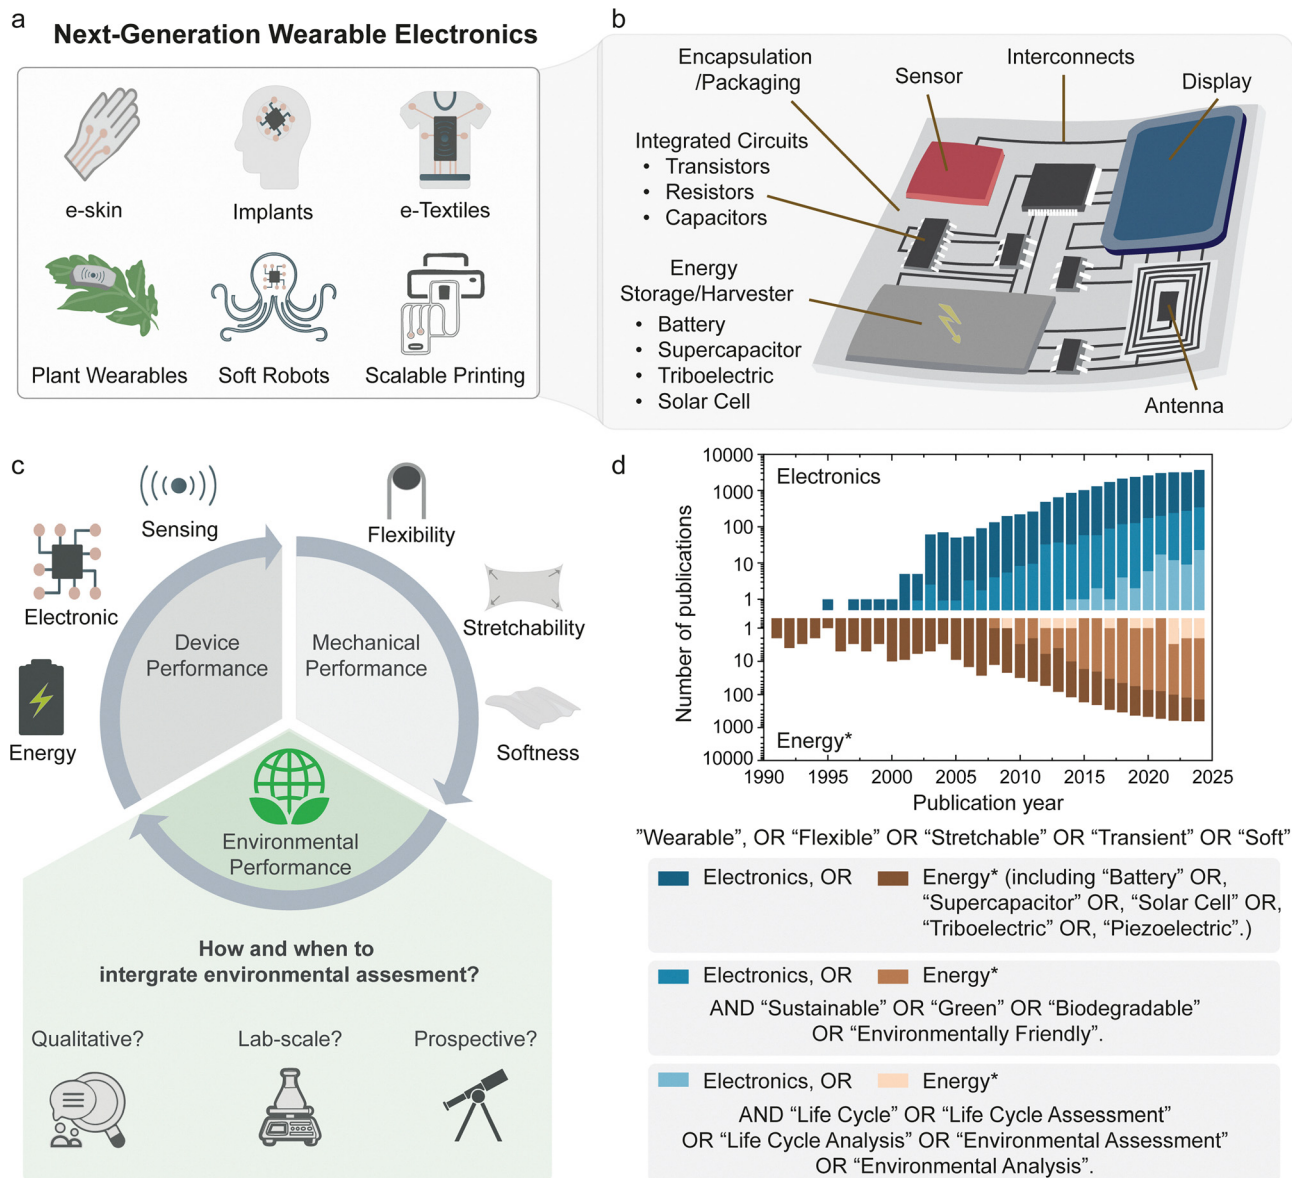 a
Next-Generation Wearable Electronics
e-skin
Implants
e-Textiles
Plant Wearables
Soft Robots
Scalable Printing
b
Encapsulation
/Packaging
Sensor
Interconnects
Display
Integrated Circuits
• Transistors
• Resistors
• Capacitors
Energy
Storage/Harvester
• Battery
• Supercapacitor
• Triboelectric
• Solar Cell
Antenna
c
Sensing
Flexibility
Electronic
Stretchability
Energy
Softness
Device
Performance
Mechanical
Performance
Environmental
Performance
How and when to
intergrate environmental assesment?
Qualitative?
Lab-scale?
Prospective?
d
Number of publications
10000
1000
100
10
1
1
10
100
1000
10000
Electronics
Energy*
1990
1995
2000
2005
2010
2015
2020
2025
Publication year
”Wearable”, OR “Flexible” OR “Stretchable” OR “Transient” OR “Soft”
Electronics, OR
Energy* (including “Battery” OR,
“Supercapacitor” OR, “Solar Cell” OR,
“Triboelectric” OR, “Piezoelectric”.)
Electronics, OR
Energy*
AND “Sustainable” OR “Green” OR “Biodegradable”
OR “Environmentally Friendly”.
Electronics, OR
Energy*
AND “Life Cycle” OR “Life Cycle Assessment”
OR “Life Cycle Analysis” OR “Environmental Assessment”
OR “Environmental Analysis”.